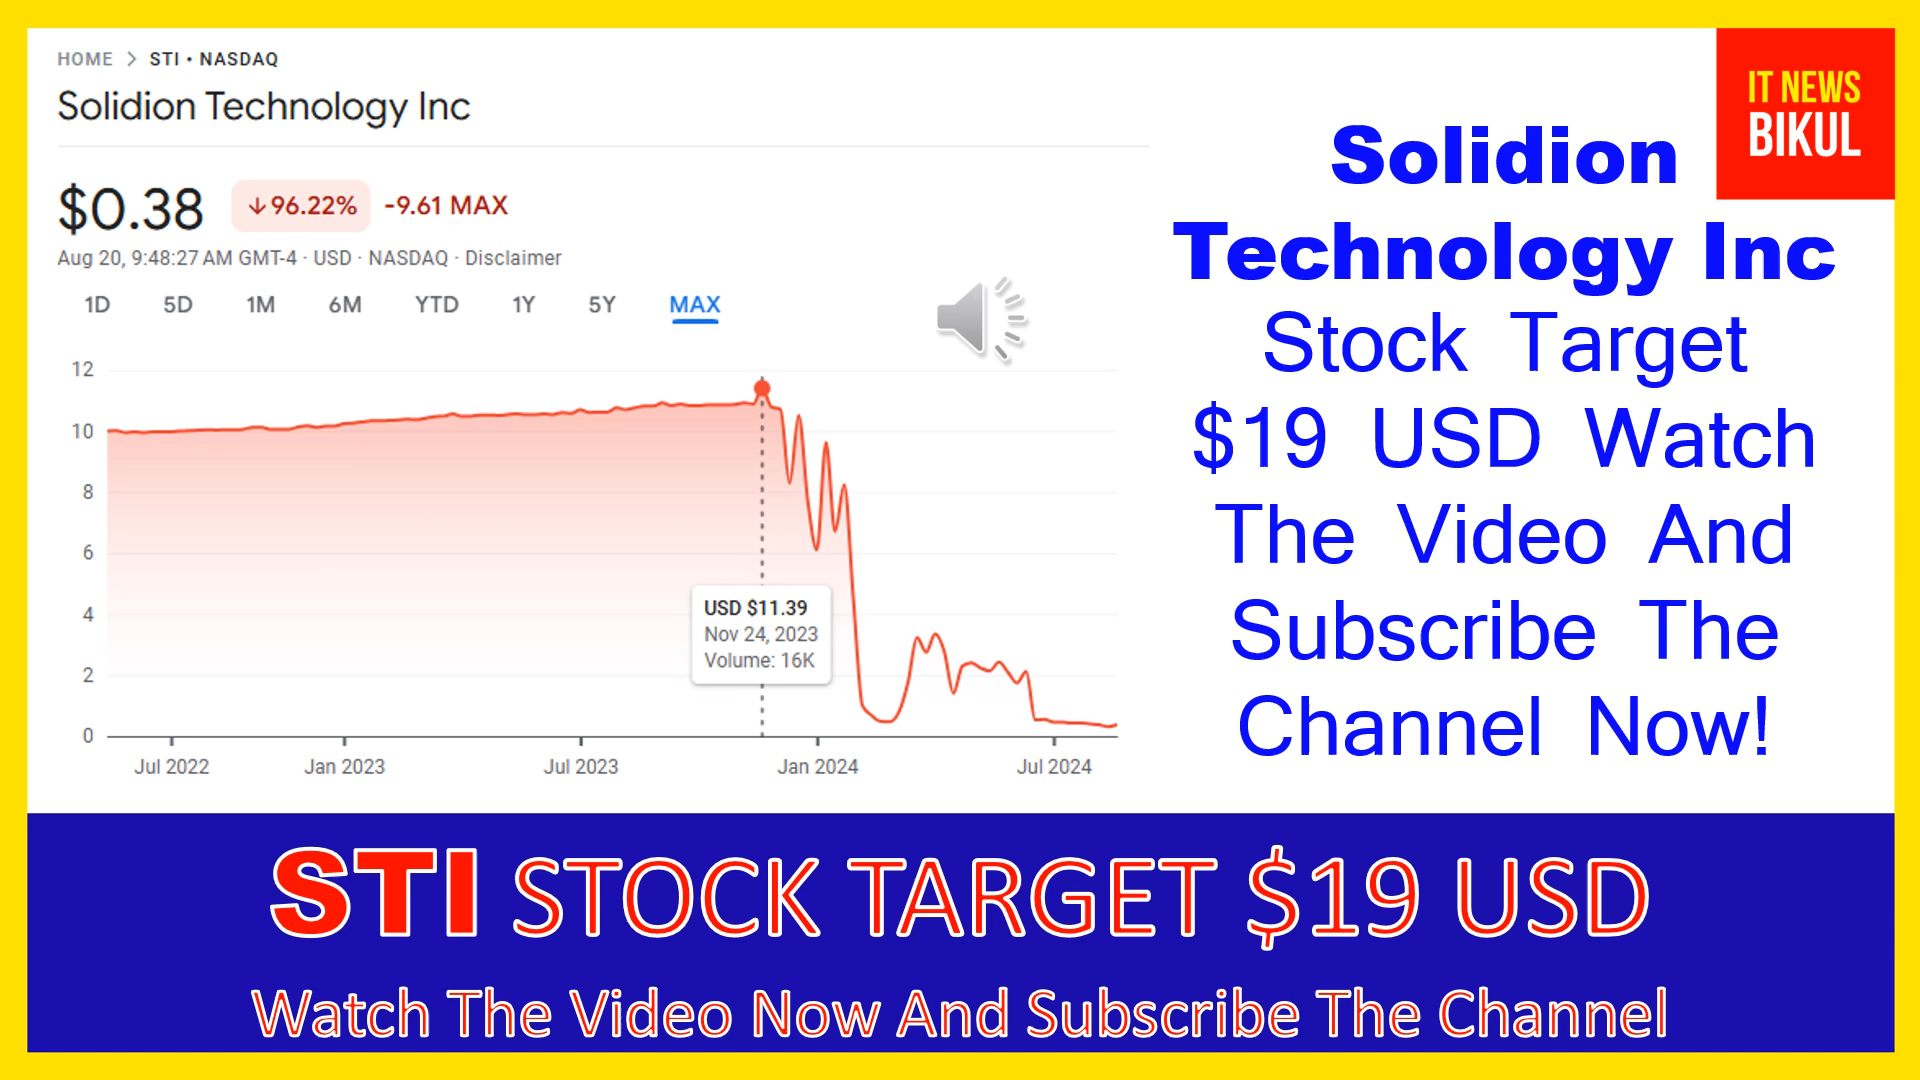 HOME > STI • NASDAQ
Solidion Technology Inc
$0.38 ↓96.22% -9.61 MAX
Aug 20, 9:48:27 AM GMT-4 · USD · NASDAQ · Disclaimer
1D 5D 1M 6M YTD 1Y 5Y MAX
12
10
8
6
4
2
0
USD $11.39
Nov 24, 2023
Volume: 16K
Jul 2022 Jan 2023 Jul 2023 Jan 2024 Jul 2024
IT NEWS
BIKUL
Solidion
Technology Inc
Stock Target
$19 USD Watch
The Video And
Subscribe The
Channel Now!
STI STOCK TARGET $19 USD
Watch The Video Now And Subscribe The Channel